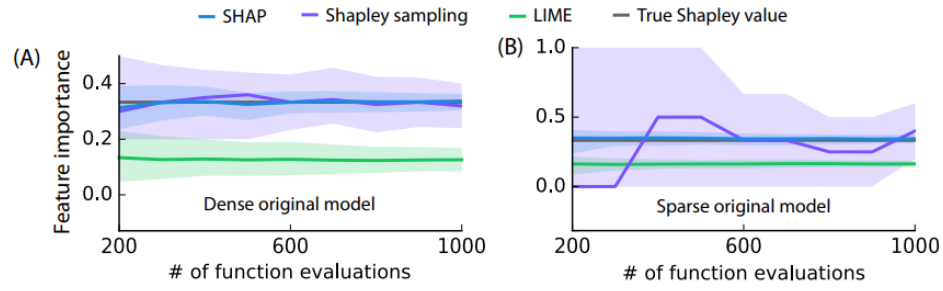 SHAP Shapley sampling LIME True Shapley value
(A)
Feature importance
0.4
0.2
0.0
Dense original model
200 600 1000
# of function evaluations
(B)
1.0
0.5
0.0
Sparse original model
200 600 1000
# of function evaluations